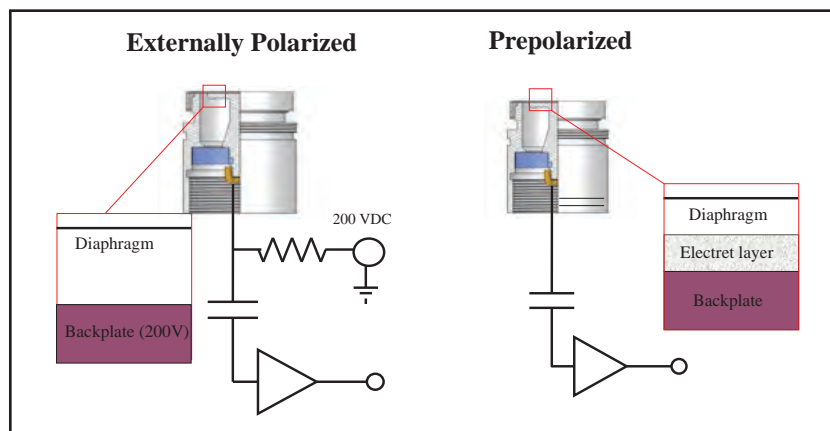 Externally Polarized
Prepolarized
200 VDC
Diaphragm
Backplate (200V)
Diaphragm
Electret layer
Backplate